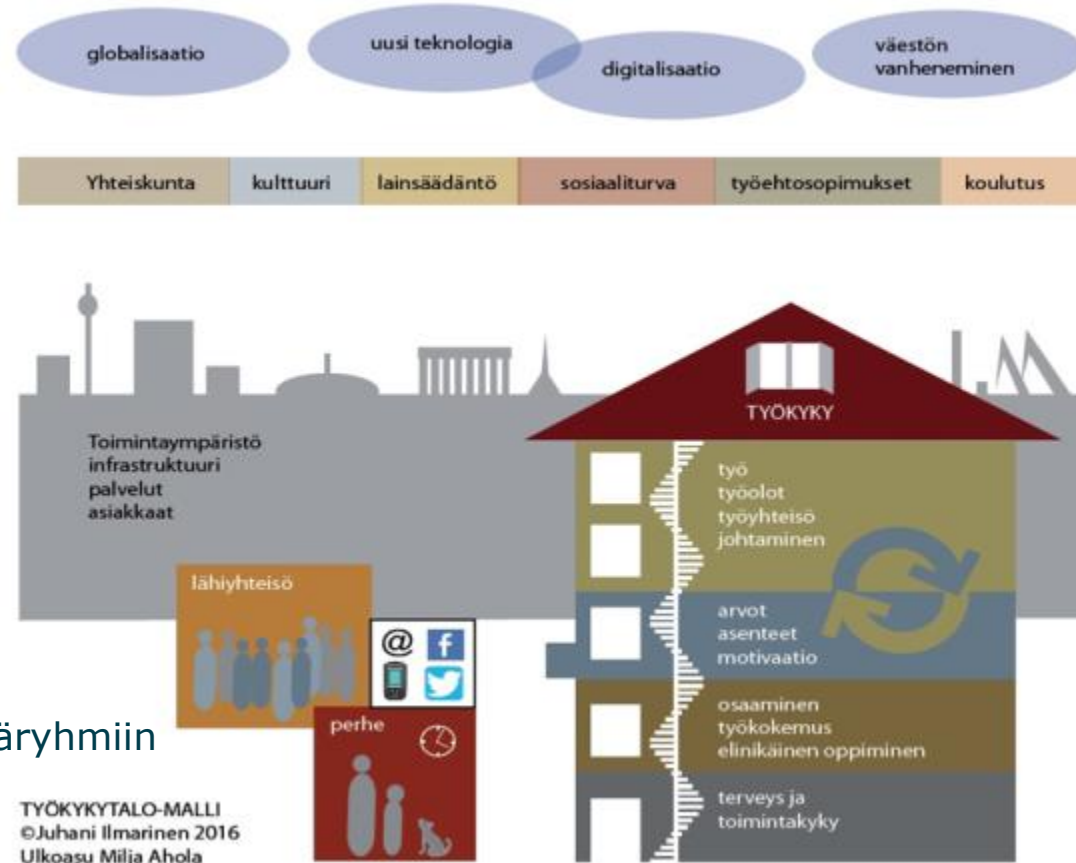 globalisaatio
uusi teknologia
digitalisaatio
väestön
vanheneminen
Yhteiskunta kulttuuri lainsäädäntö sosiaaliturva työehtosopimukset koulutus
Toimintaympäristö
infrastruktuuri
palvelut
asiakkaat
TYÖKYKY
työ
työolot
työyhteisö
johtaminen
lähiyhteisö
@ f
arvot
asenteet
motivaatio
perhe
osaaminen
työkokemus
elinikäinen oppiminen
äryhmiin
terveys ja
toimintakyky
TYÖKYKYTALO-MALLI
©Juhani Ilmarinen 2016
Ulkoasu Milja Ahola